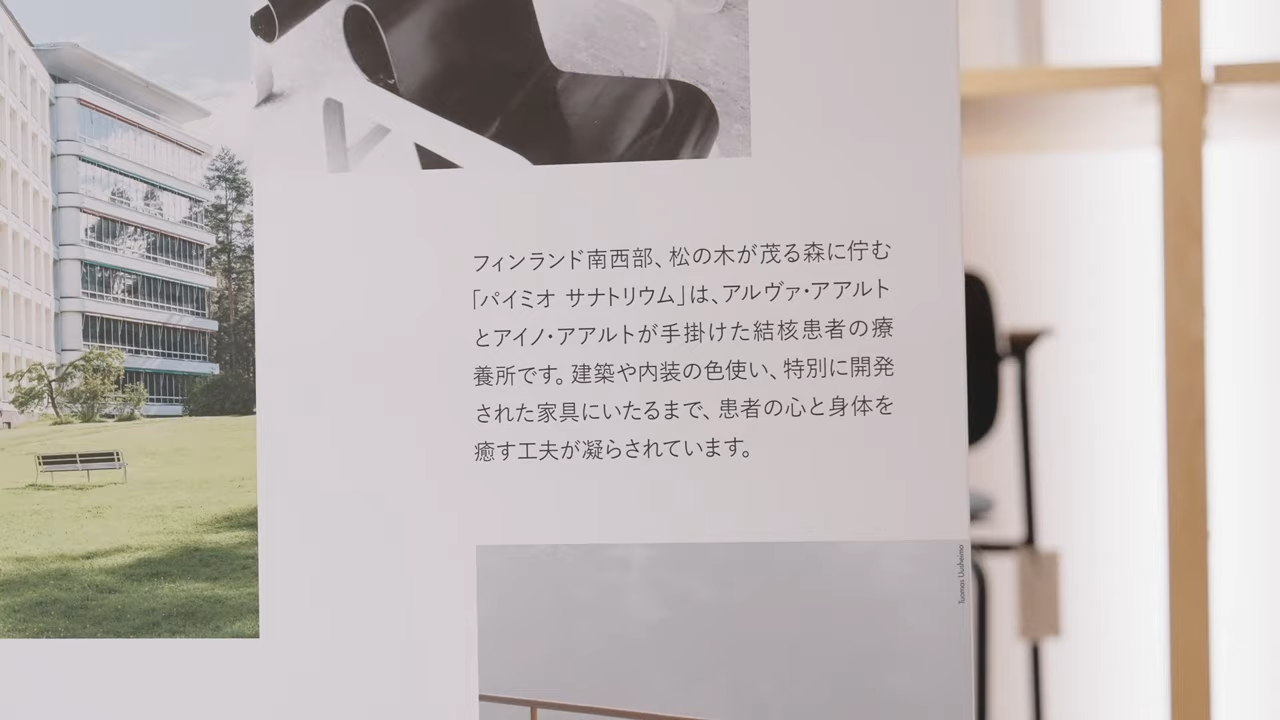 フィンランド南西部、松の木が茂る森に佇む
「パイミオ サナトリウム」は、アルヴァ・アアルト
とアイノ・アアルトが手掛けた結核患者の療
養所です。建築や内装の色使い、特別に開発
された家具にいたるまで、患者の心と身体を
癒す工夫が凝らされています。
Tuomas Uusheimo